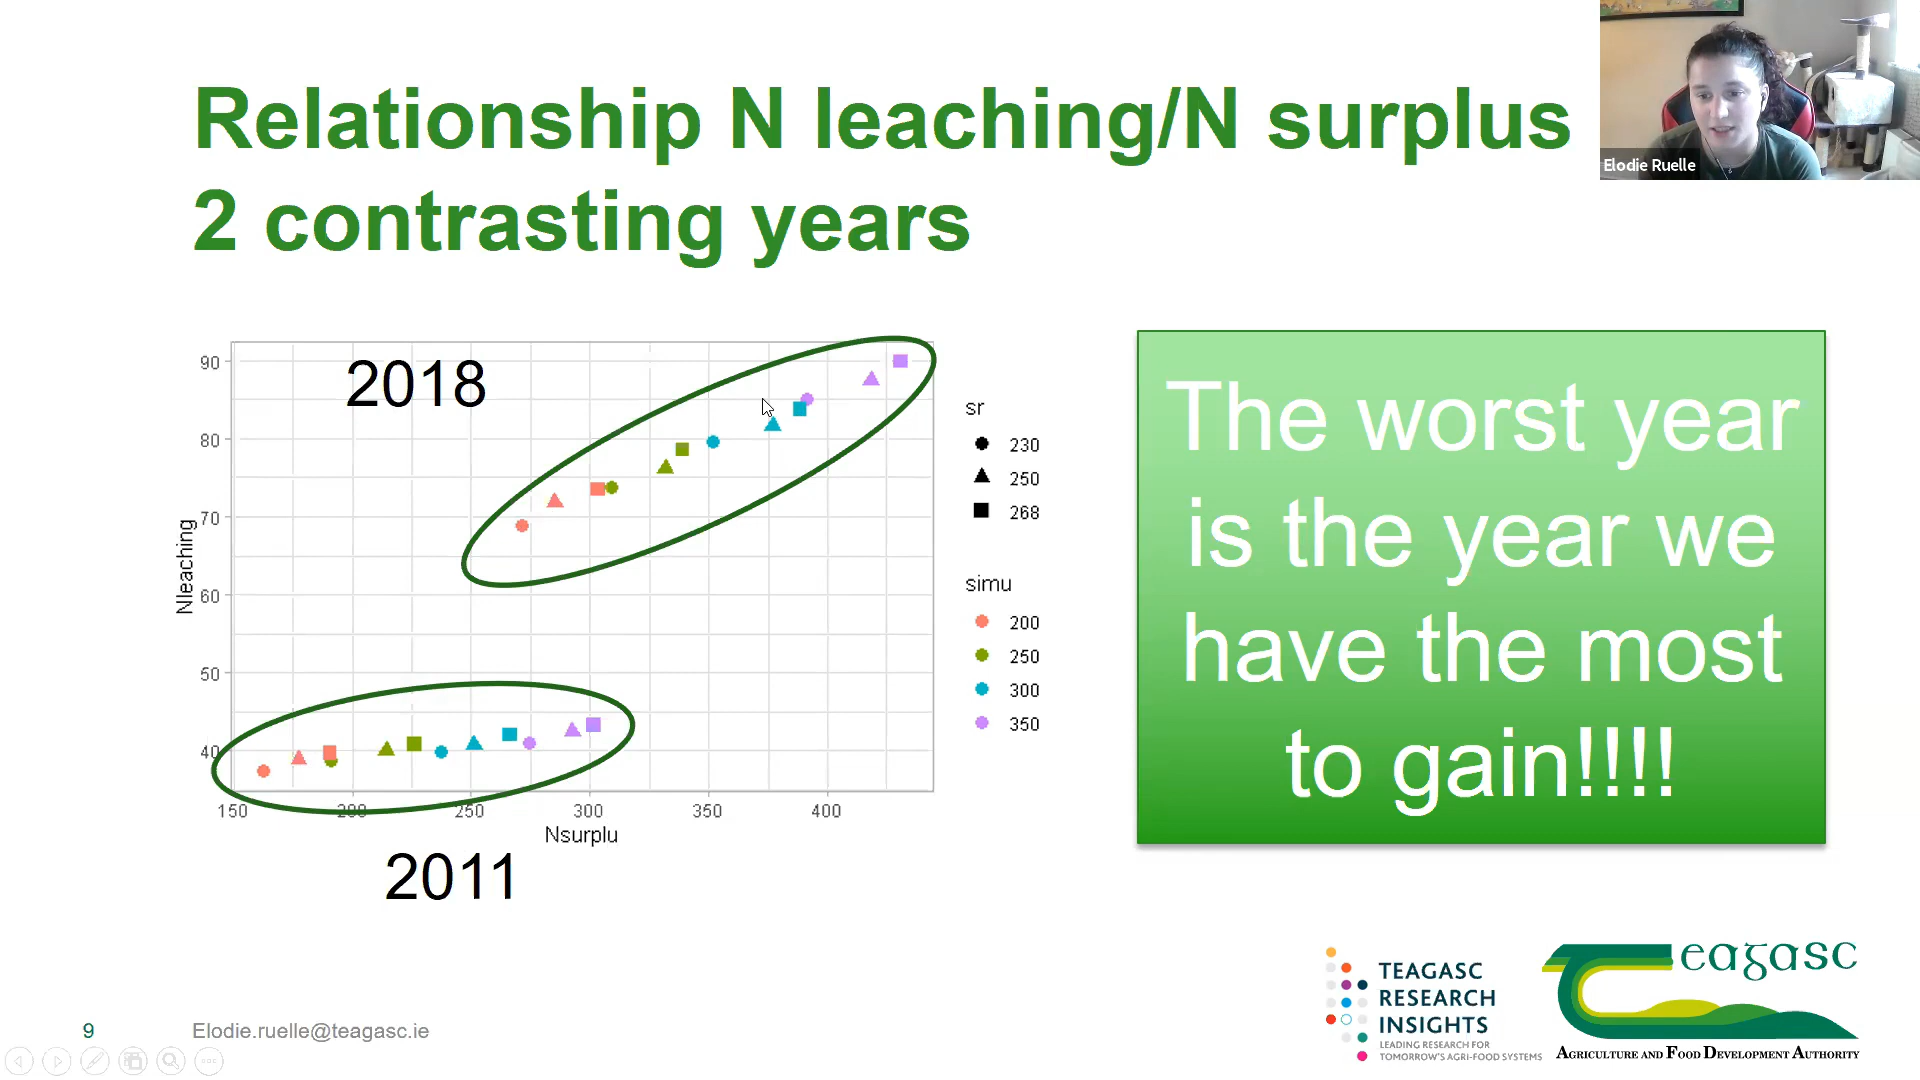 Relationship N leaching/N surplus
2 contrasting years
Elodie Ruelle
2018
90
80
70
60
50
40
Nleaching
150
200
250
300
350
400
Nsurplu
2011
sr
230
250
268
simu
200
250
300
350
The worst year
is the year we
have the most
to gain!!!!
9
Elodie.ruelle@teagasc.ie
TEAGASC
RESEARCH
INSIGHTS
LEADING RESEARCH FOR
TOMORROW'S AGRI-FOOD SYSTEMS
eagasc
AGRICULTURE AND FOOD DEVELOPMENT AUTHORITY